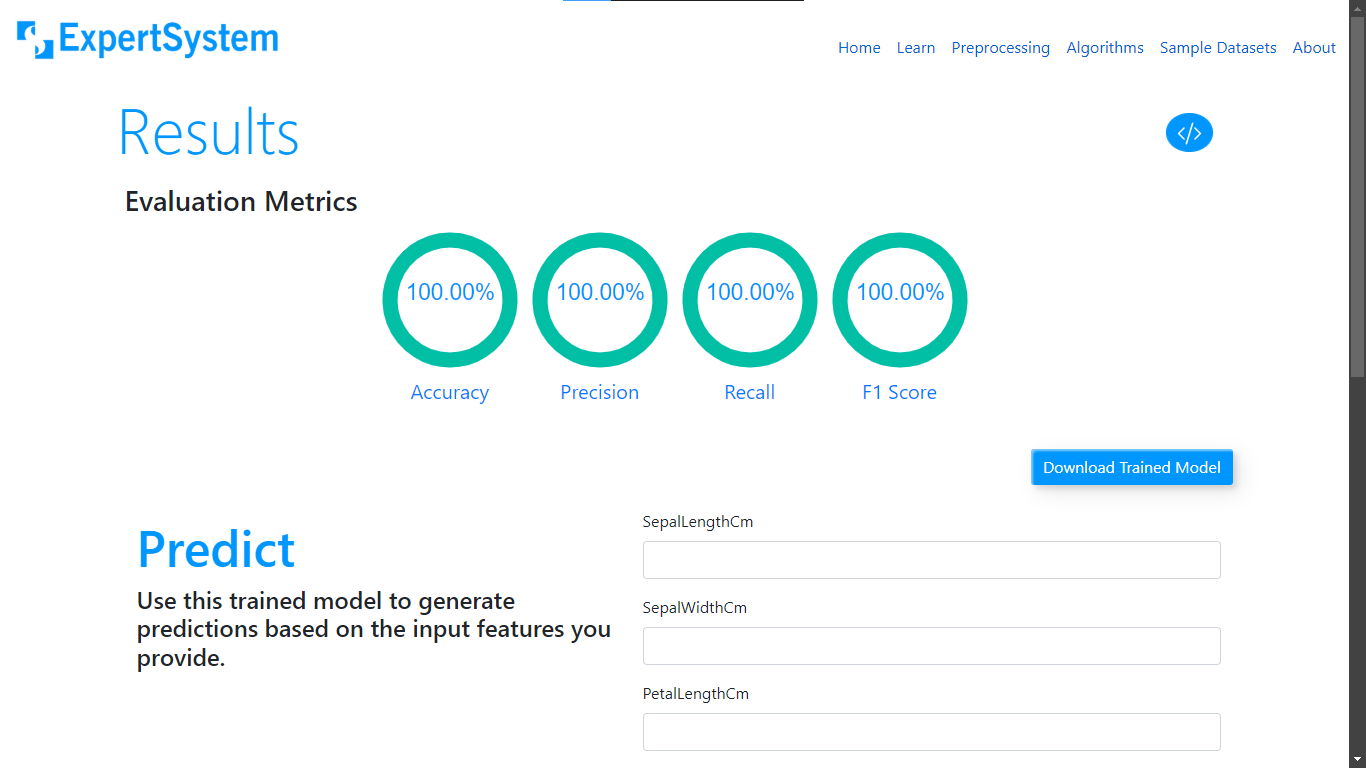 ExpertSystem
Home Learn Preprocessing Algorithms Sample Datasets About
Results
</>
Evaluation Metrics
100.00% 100.00% 100.00% 100.00%
Accuracy Precision Recall F1 Score
Download Trained Model
Predict
Use this trained model to generate
predictions based on the input features you
provide.
SepalLengthCm
SepalWidthCm
PetalLengthCm